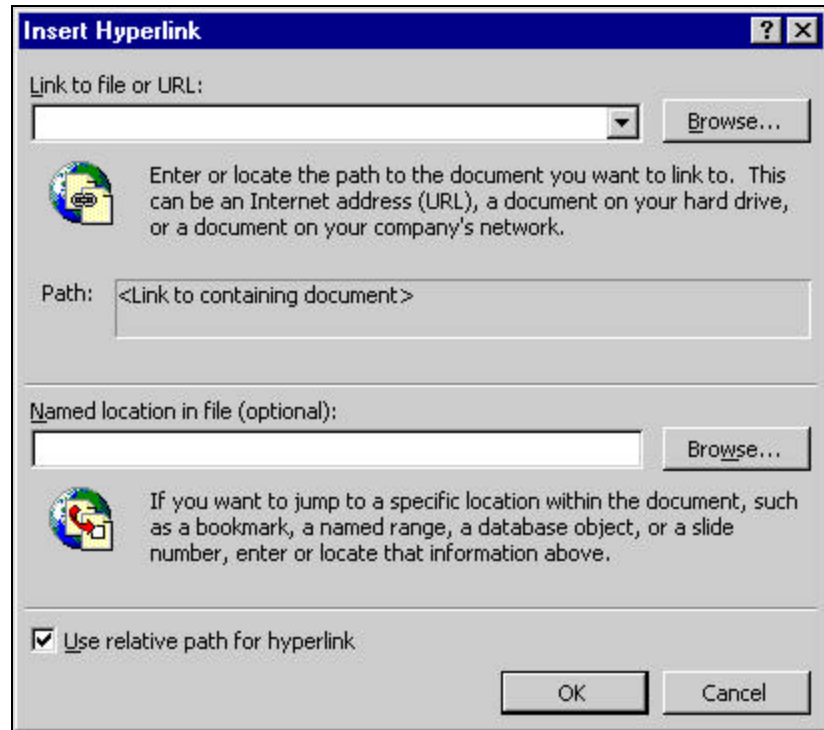 Insert Hyperlink
Link to file or URL:
Browse...
Enter or locate the path to the document you want to link to. This
can be an Internet address (URL), a document on your hard drive,
or a document on your company's network.
Path: <Link to containing document>
Named location in file (optional):
Browse...
If you want to jump to a specific location within the document, such
as a bookmark, a named range, a database object, or a slide
number, enter or locate that information above.
Use relative path for hyperlink
OK Cancel